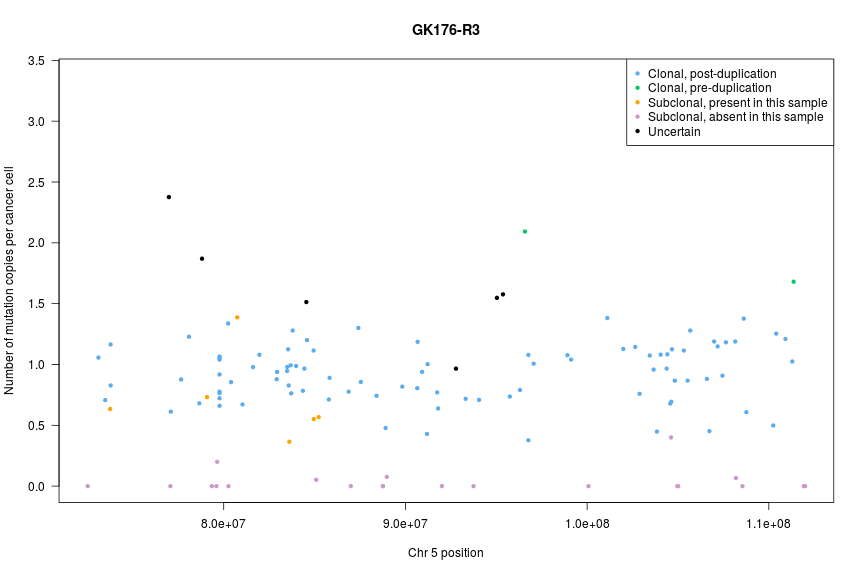 GK176-R3
Number of mutation copies per cancer cell
3.5
3.0
2.5
2.0
1.5
1.0
0.5
0.0
Clonal, post-duplication
Clonal, pre-duplication
Subclonal, present in this sample
Subclonal, absent in this sample
Uncertain
8.0e+07
9.0e+07
1.0e+08
1.1e+08
Chr 5 position